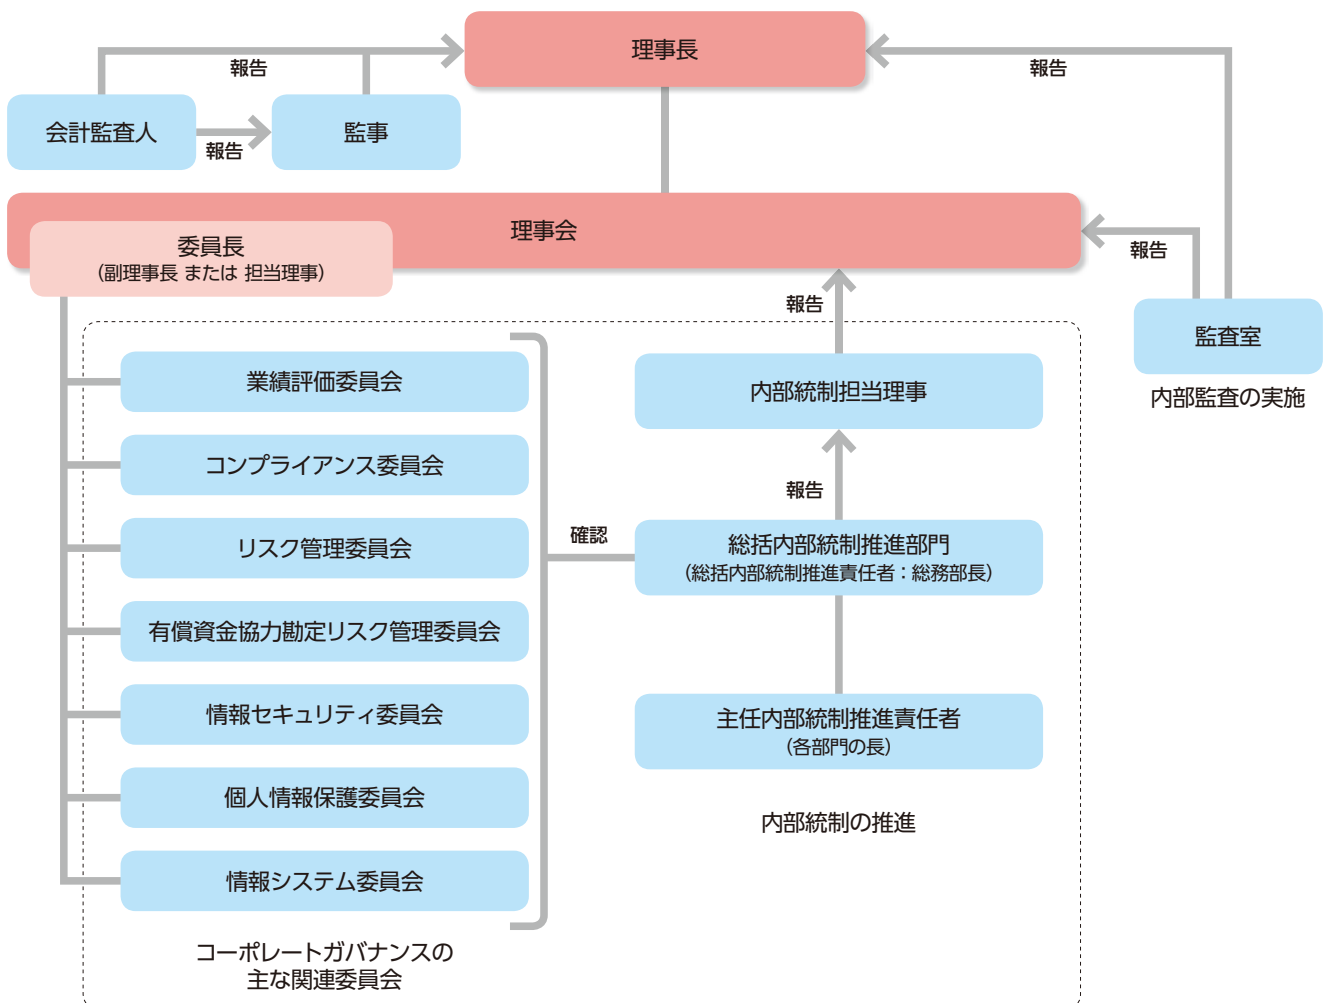 理事長
報告
報告
会計監査人
報告
監事
理事会
委員長
（副理事長 または 担当理事）
報告
監査室
内部監査の実施
報告
業績評価委員会
コンプライアンス委員会
リスク管理委員会
有償資金協力勘定リスク管理委員会
情報セキュリティ委員会
個人情報保護委員会
情報システム委員会
コーポレートガバナンスの
主な関連委員会
確認
内部統制担当理事
報告
総括内部統制推進部門
（総括内部統制推進責任者：総務部長）
主任内部統制推進責任者
（各部門の長）
内部統制の推進